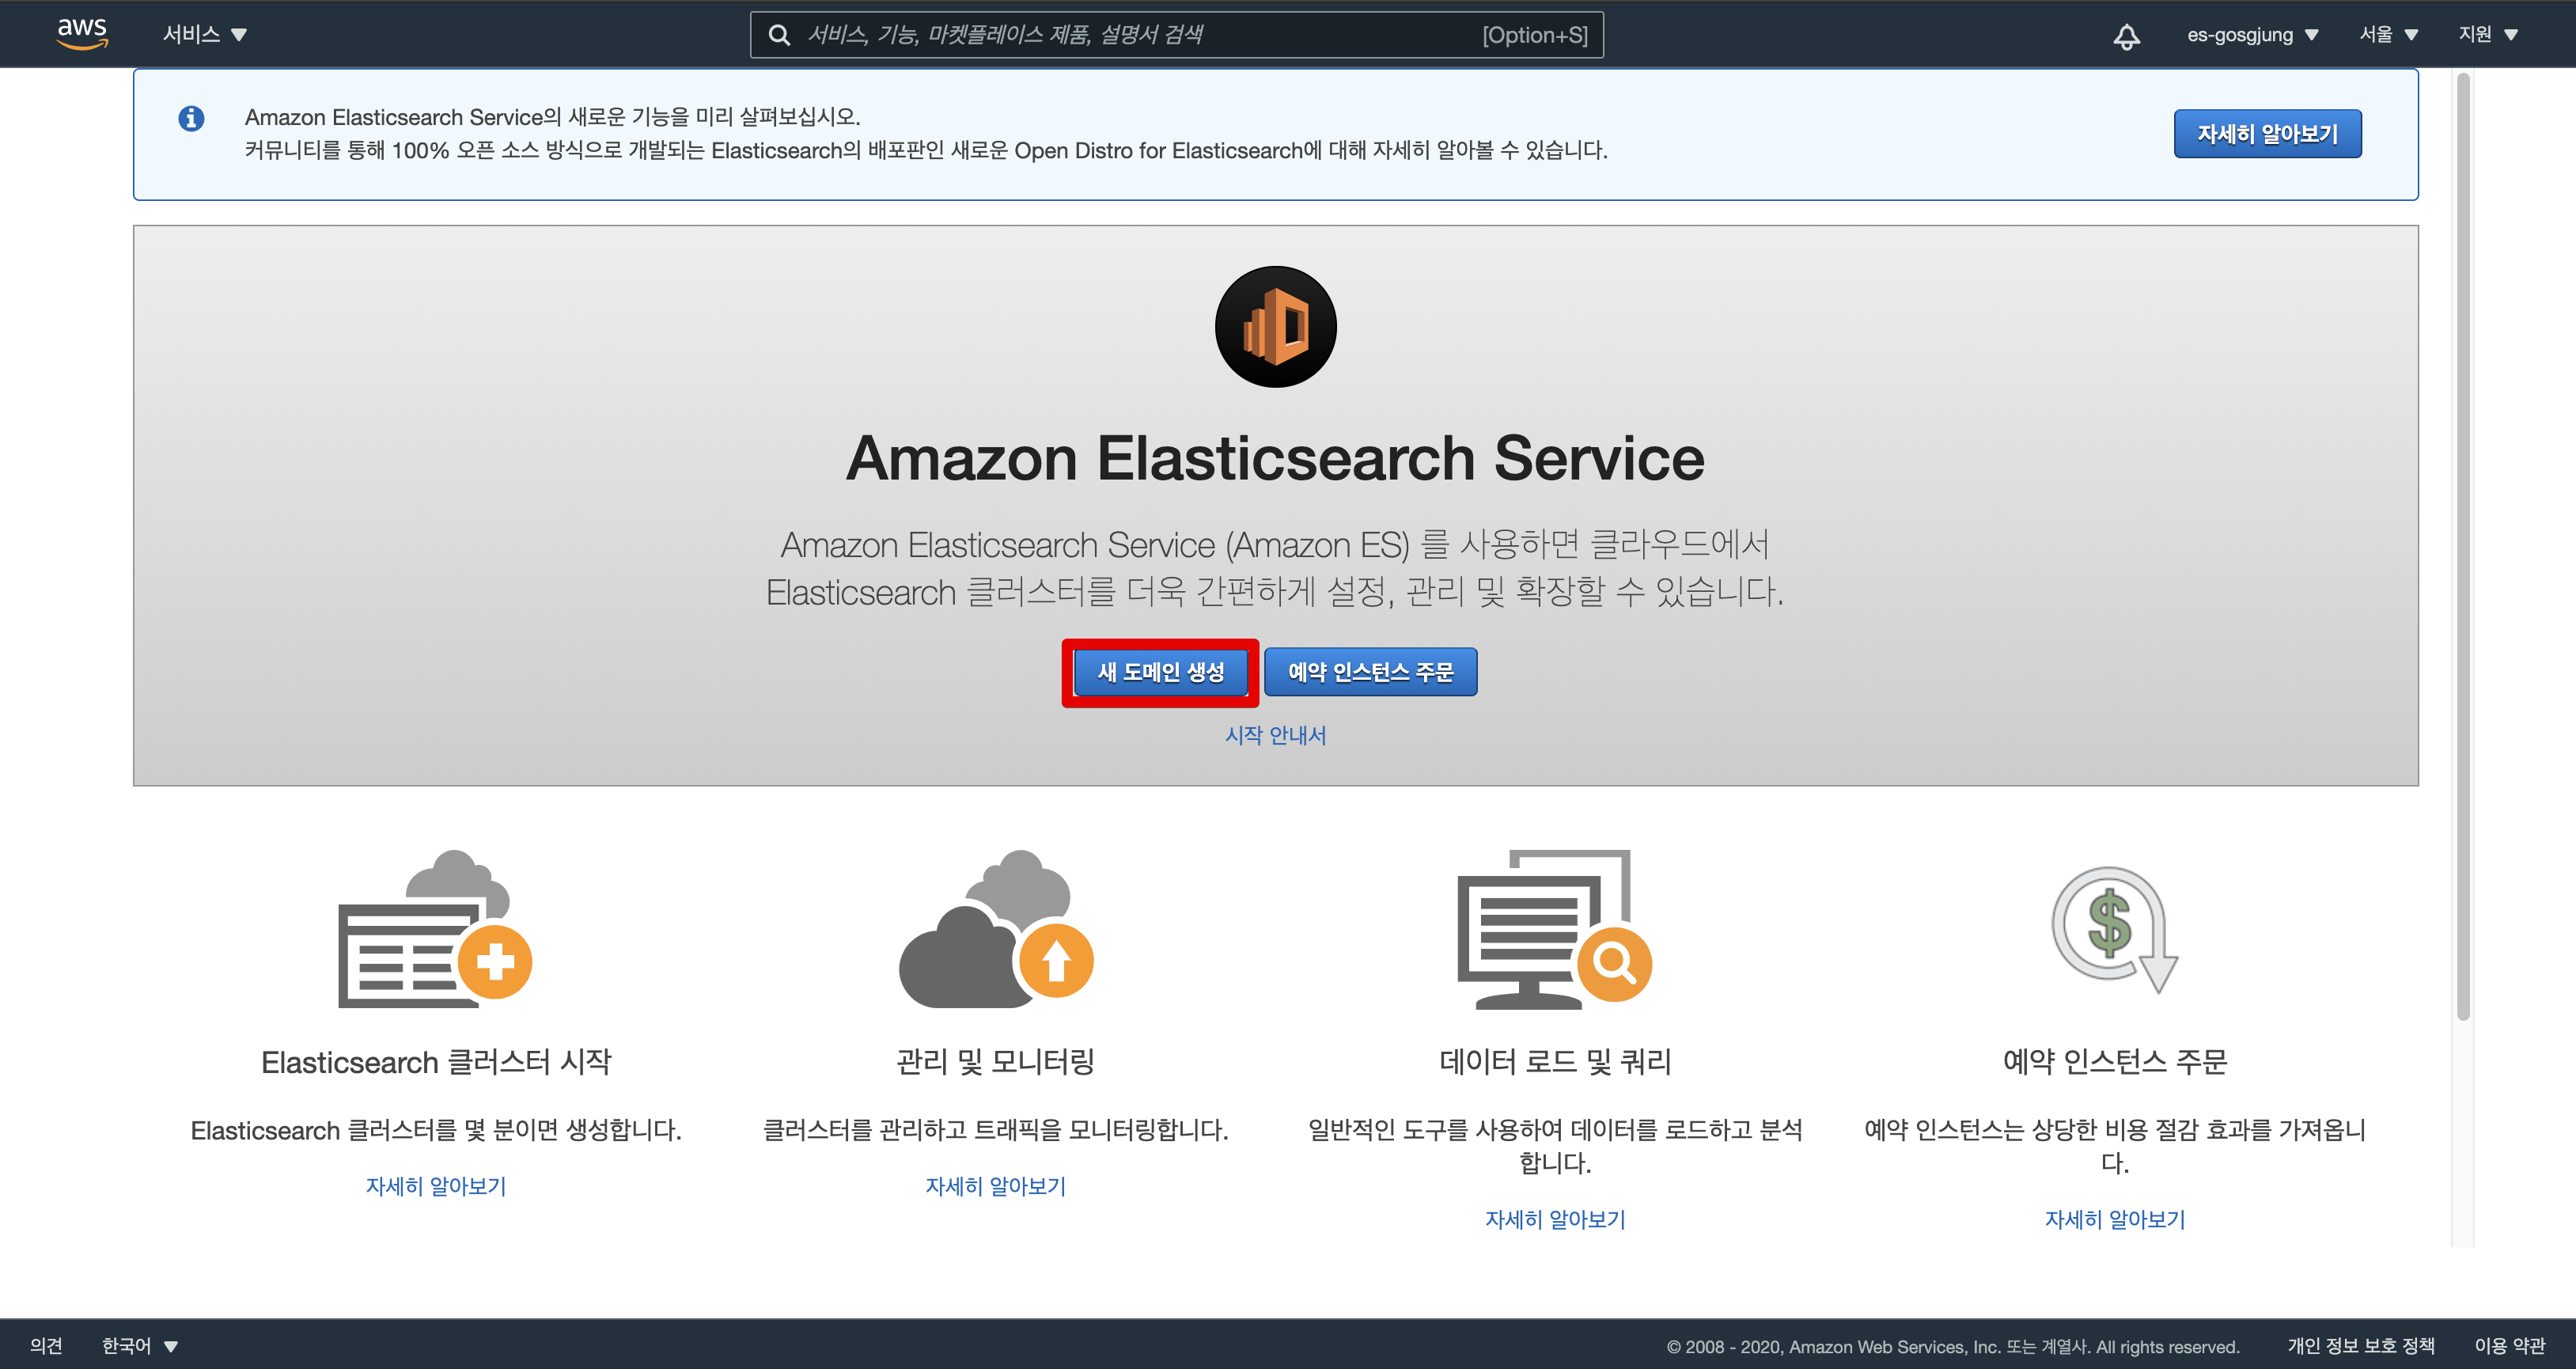 aws
서비스
서비스, 기능, 마켓플레이스 제품, 설명서 검색
[Option+S]
es-gosgjung
서울
지원
Amazon Elasticsearch Service의 새로운 기능을 미리 살펴보십시오.
커뮤니티를 통해 100% 오픈 소스 방식으로 개발되는 Elasticsearch의 배포판인 새로운 Open Distro for Elasticsearch에 대해 자세히 알아볼 수 있습니다.
자세히 알아보기
Amazon Elasticsearch Service
Amazon Elasticsearch Service (Amazon ES) 를 사용하면 클라우드에서
Elasticsearch 클러스터를 더욱 간편하게 설정, 관리 및 확장할 수 있습니다.
새 도메인 생성
예약 인스턴스 주문
시작 안내서
Elasticsearch 클러스터 시작
Elasticsearch 클러스터를 몇 분이면 생성합니다.
자세히 알아보기
관리 및 모니터링
클러스터를 관리하고 트래픽을 모니터링합니다.
자세히 알아보기
데이터 로드 및 쿼리
일반적인 도구를 사용하여 데이터를 로드하고 분석
합니다.
자세히 알아보기
$
예약 인스턴스 주문
예약 인스턴스는 상당한 비용 절감 효과를 가져옵니
다.
자세히 알아보기
의견
한국어
© 2008 - 2020, Amazon Web Services, Inc. 또는 계열사. All rights reserved.
개인 정보 보호 정책
이용 약관